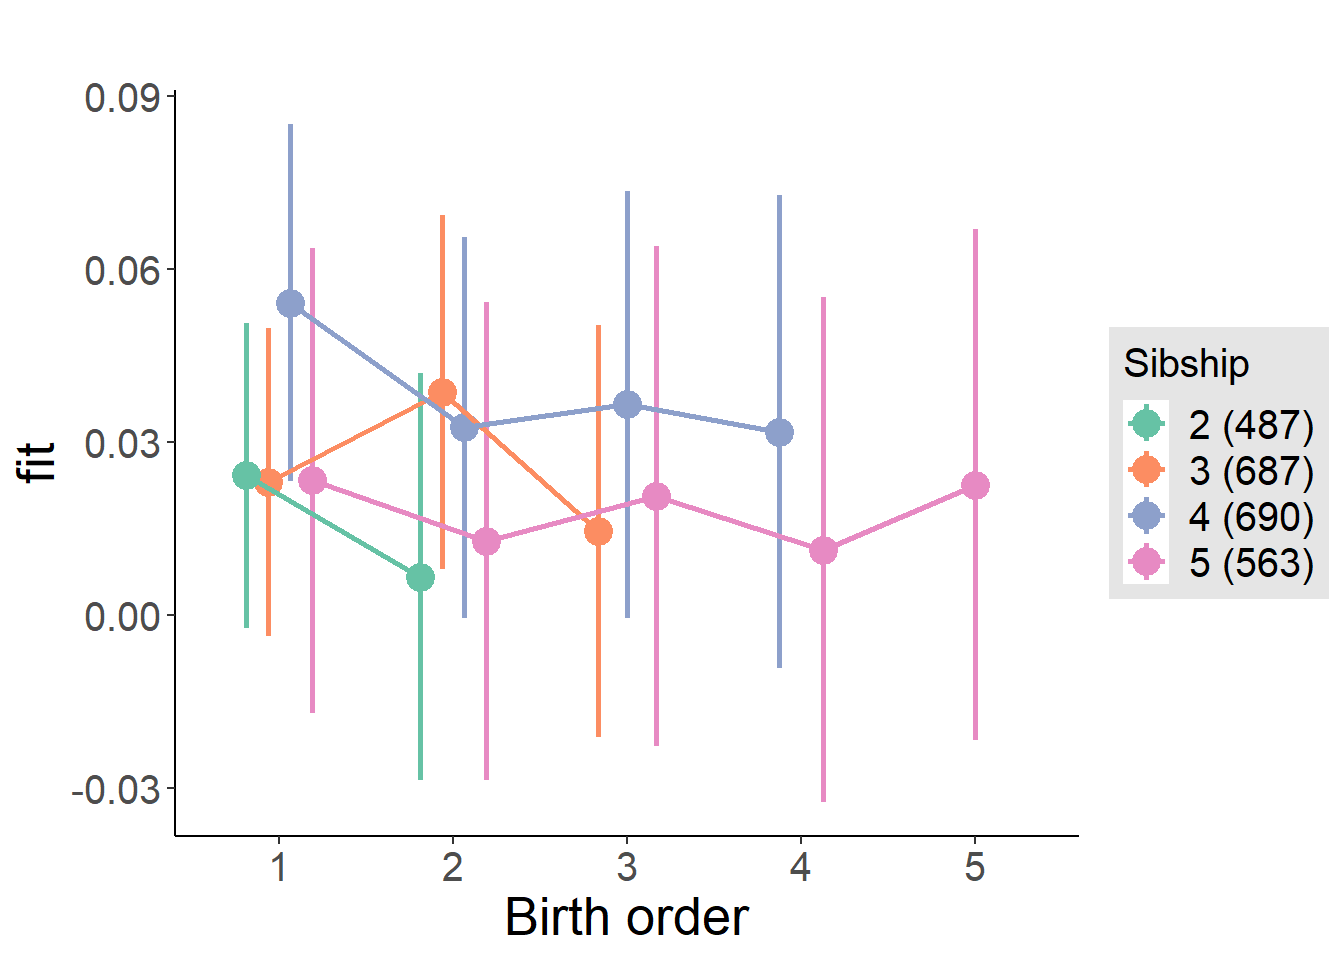 0.09
0.06
0.03
0.00
-0.03
fit
1 2 3 4 5
Birth order
Sibship
2 (487)
3 (687)
4 (690)
5 (563)